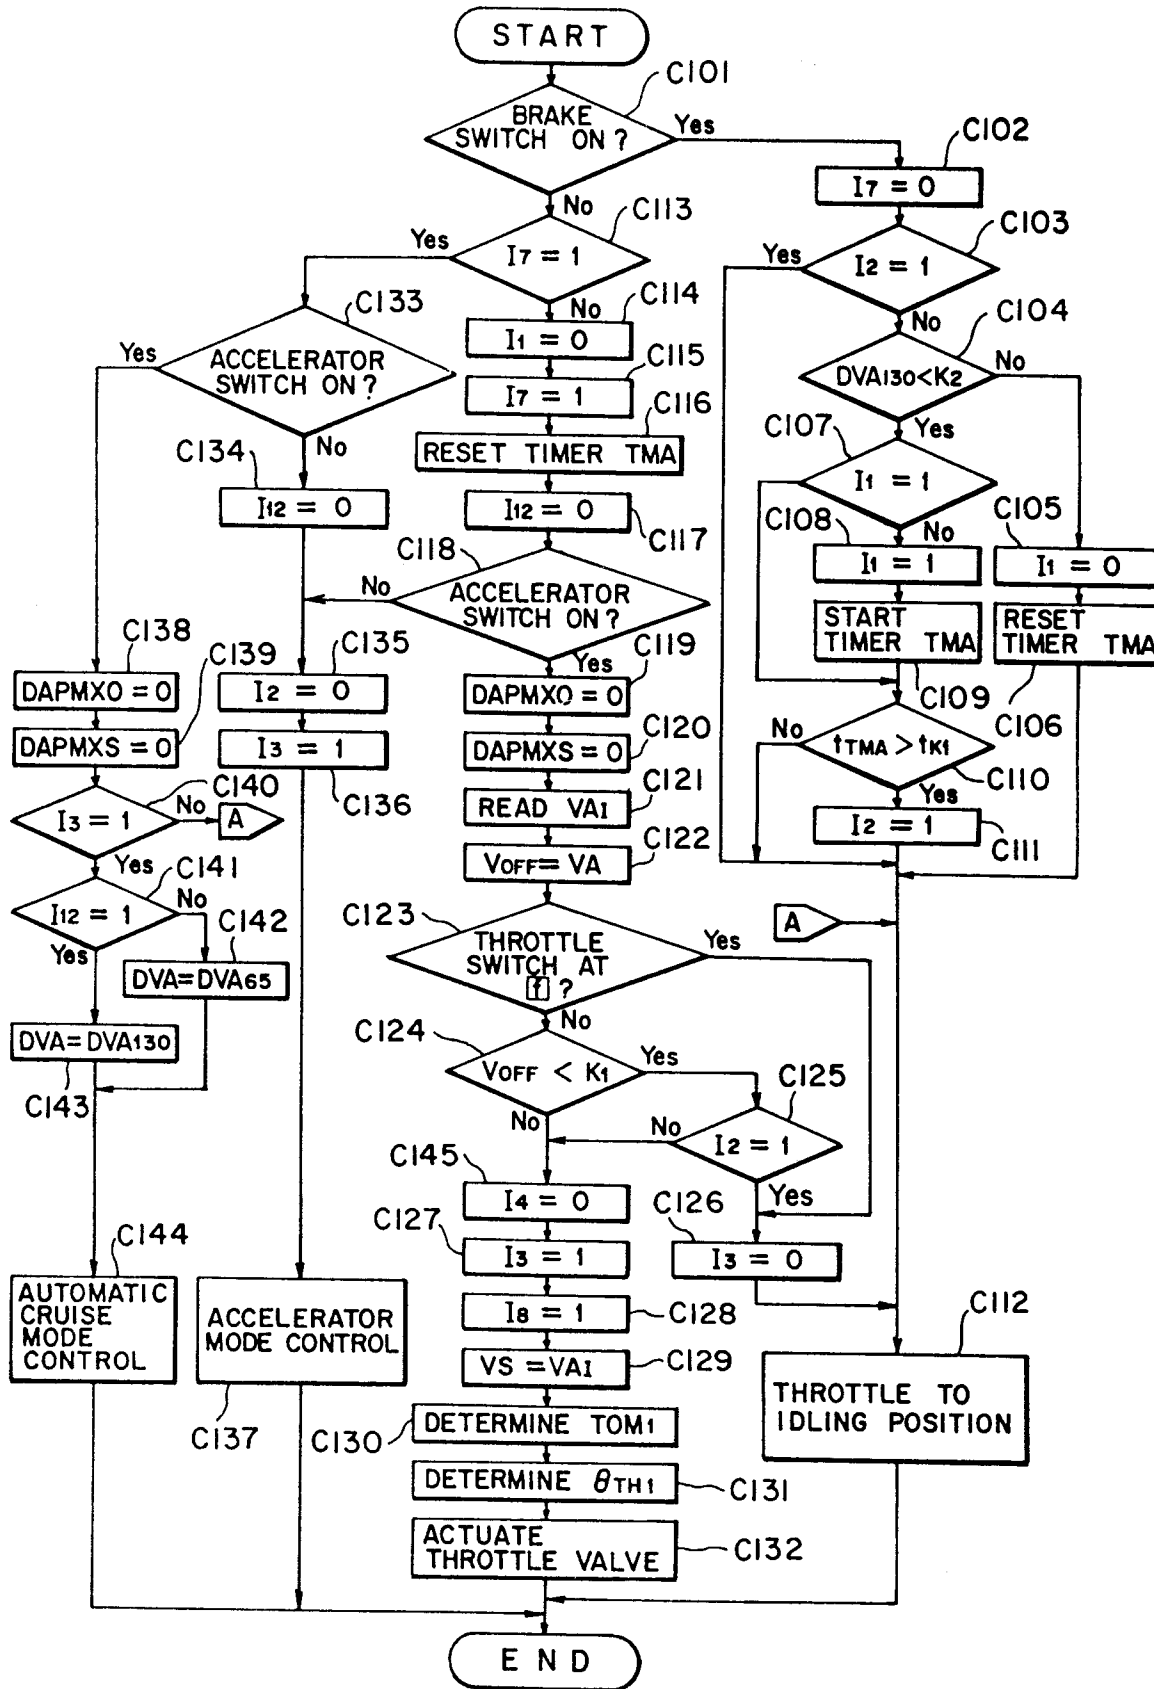 START
C101
BRAKE
SWITCH ON ?
Yes
No
C102
I7 = 0
C113
I7 = 1
Yes
No
C103
I2 = 1
Yes
No
C133
ACCELERATOR
SWITCH ON ?
Yes
No
C114
I1 = 0
C115
I7 = 1
C116
RESET TIMER TMA
C104
DVA130<K2
No
Yes
C107
I1 = 1
No
C134
I12 = 0
I12 = 0
C117
C108
I1 = 1
C105
I1 = 0
C118
ACCELERATOR
SWITCH ON ?
No
Yes
START
TIMER TMA
C109
RESET
TIMER TMA
C106
C138
DAPMXO = 0
C139
DAPMXS = 0
C135
I2 = 0
I3 = 1
C136
C119
DAPMXO = 0
C120
DAPMXS = 0
C121
READ VAI
C122
VOFF = VA
No
tTMA > tK1
C110
Yes
I2 = 1
C111
C140
I3 = 1
No
A
Yes
C141
I12 = 1
No
Yes
C142
DVA=DVA65
DVA=DVA130
C143
A
C123
THROTTLE
SWITCH AT
f ?
Yes
No
C124
VOFF < K1
Yes
No
C125
I2 = 1
No
Yes
C145
I4 = 0
C127
I3 = 1
C126
I3 = 0
I8 = 1
C128
VS = VAI
C129
C144
AUTOMATIC
CRUISE
MODE
CONTROL
ACCELERATOR
MODE CONTROL
C137
C130
DETERMINE TOM1
DETERMINE θTH1
C131
ACTUATE
THROTTLE VALVE
C132
C112
THROTTLE TO
IDLING POSITION
END